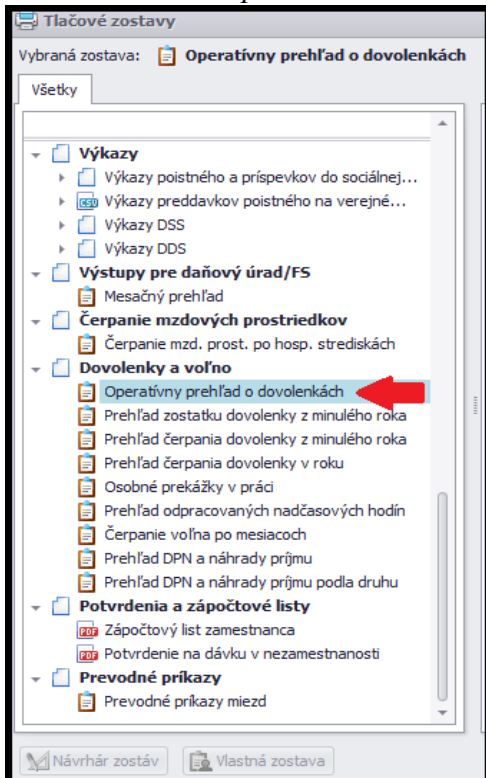 Tlačové zostavy
Vybraná zostava: Operatívny prehľad o dovolenkách
Všetky
Výkazy
Výkazy poistného a príspevkov do sociálnej...
CSV Výkazy preddavkov poistného na verejné...
Výkazy DSS
Výkazy DDS
Výstupy pre daňový úrad/FS
Mesačný prehľad
Čerpanie mzdových prostriedkov
Čerpanie mzd. prost. po hosp. strediskách
Dovolenky a voľno
Operatívny prehľad o dovolenkách
Prehľad zostatku dovolenky z minulého roka
Prehľad čerpania dovolenky z minulého roka
Prehľad čerpania dovolenky v roku
Osobné prekážky v práci
Prehľad odpracovaných nadčasových hodín
Čerpanie voľna po mesiacoch
Prehľad DPN a náhrady príjmu
Prehľad DPN a náhrady príjmu podla druhu
Potvrdenia a zápočtové listy
PDF Zápočtový list zamestnanca
PDF Potvrdenie na dávku v nezamestnanosti
Prevodné príkazy
Prevodné príkazy miezd
Návrhár zostáv Vlastná zostava